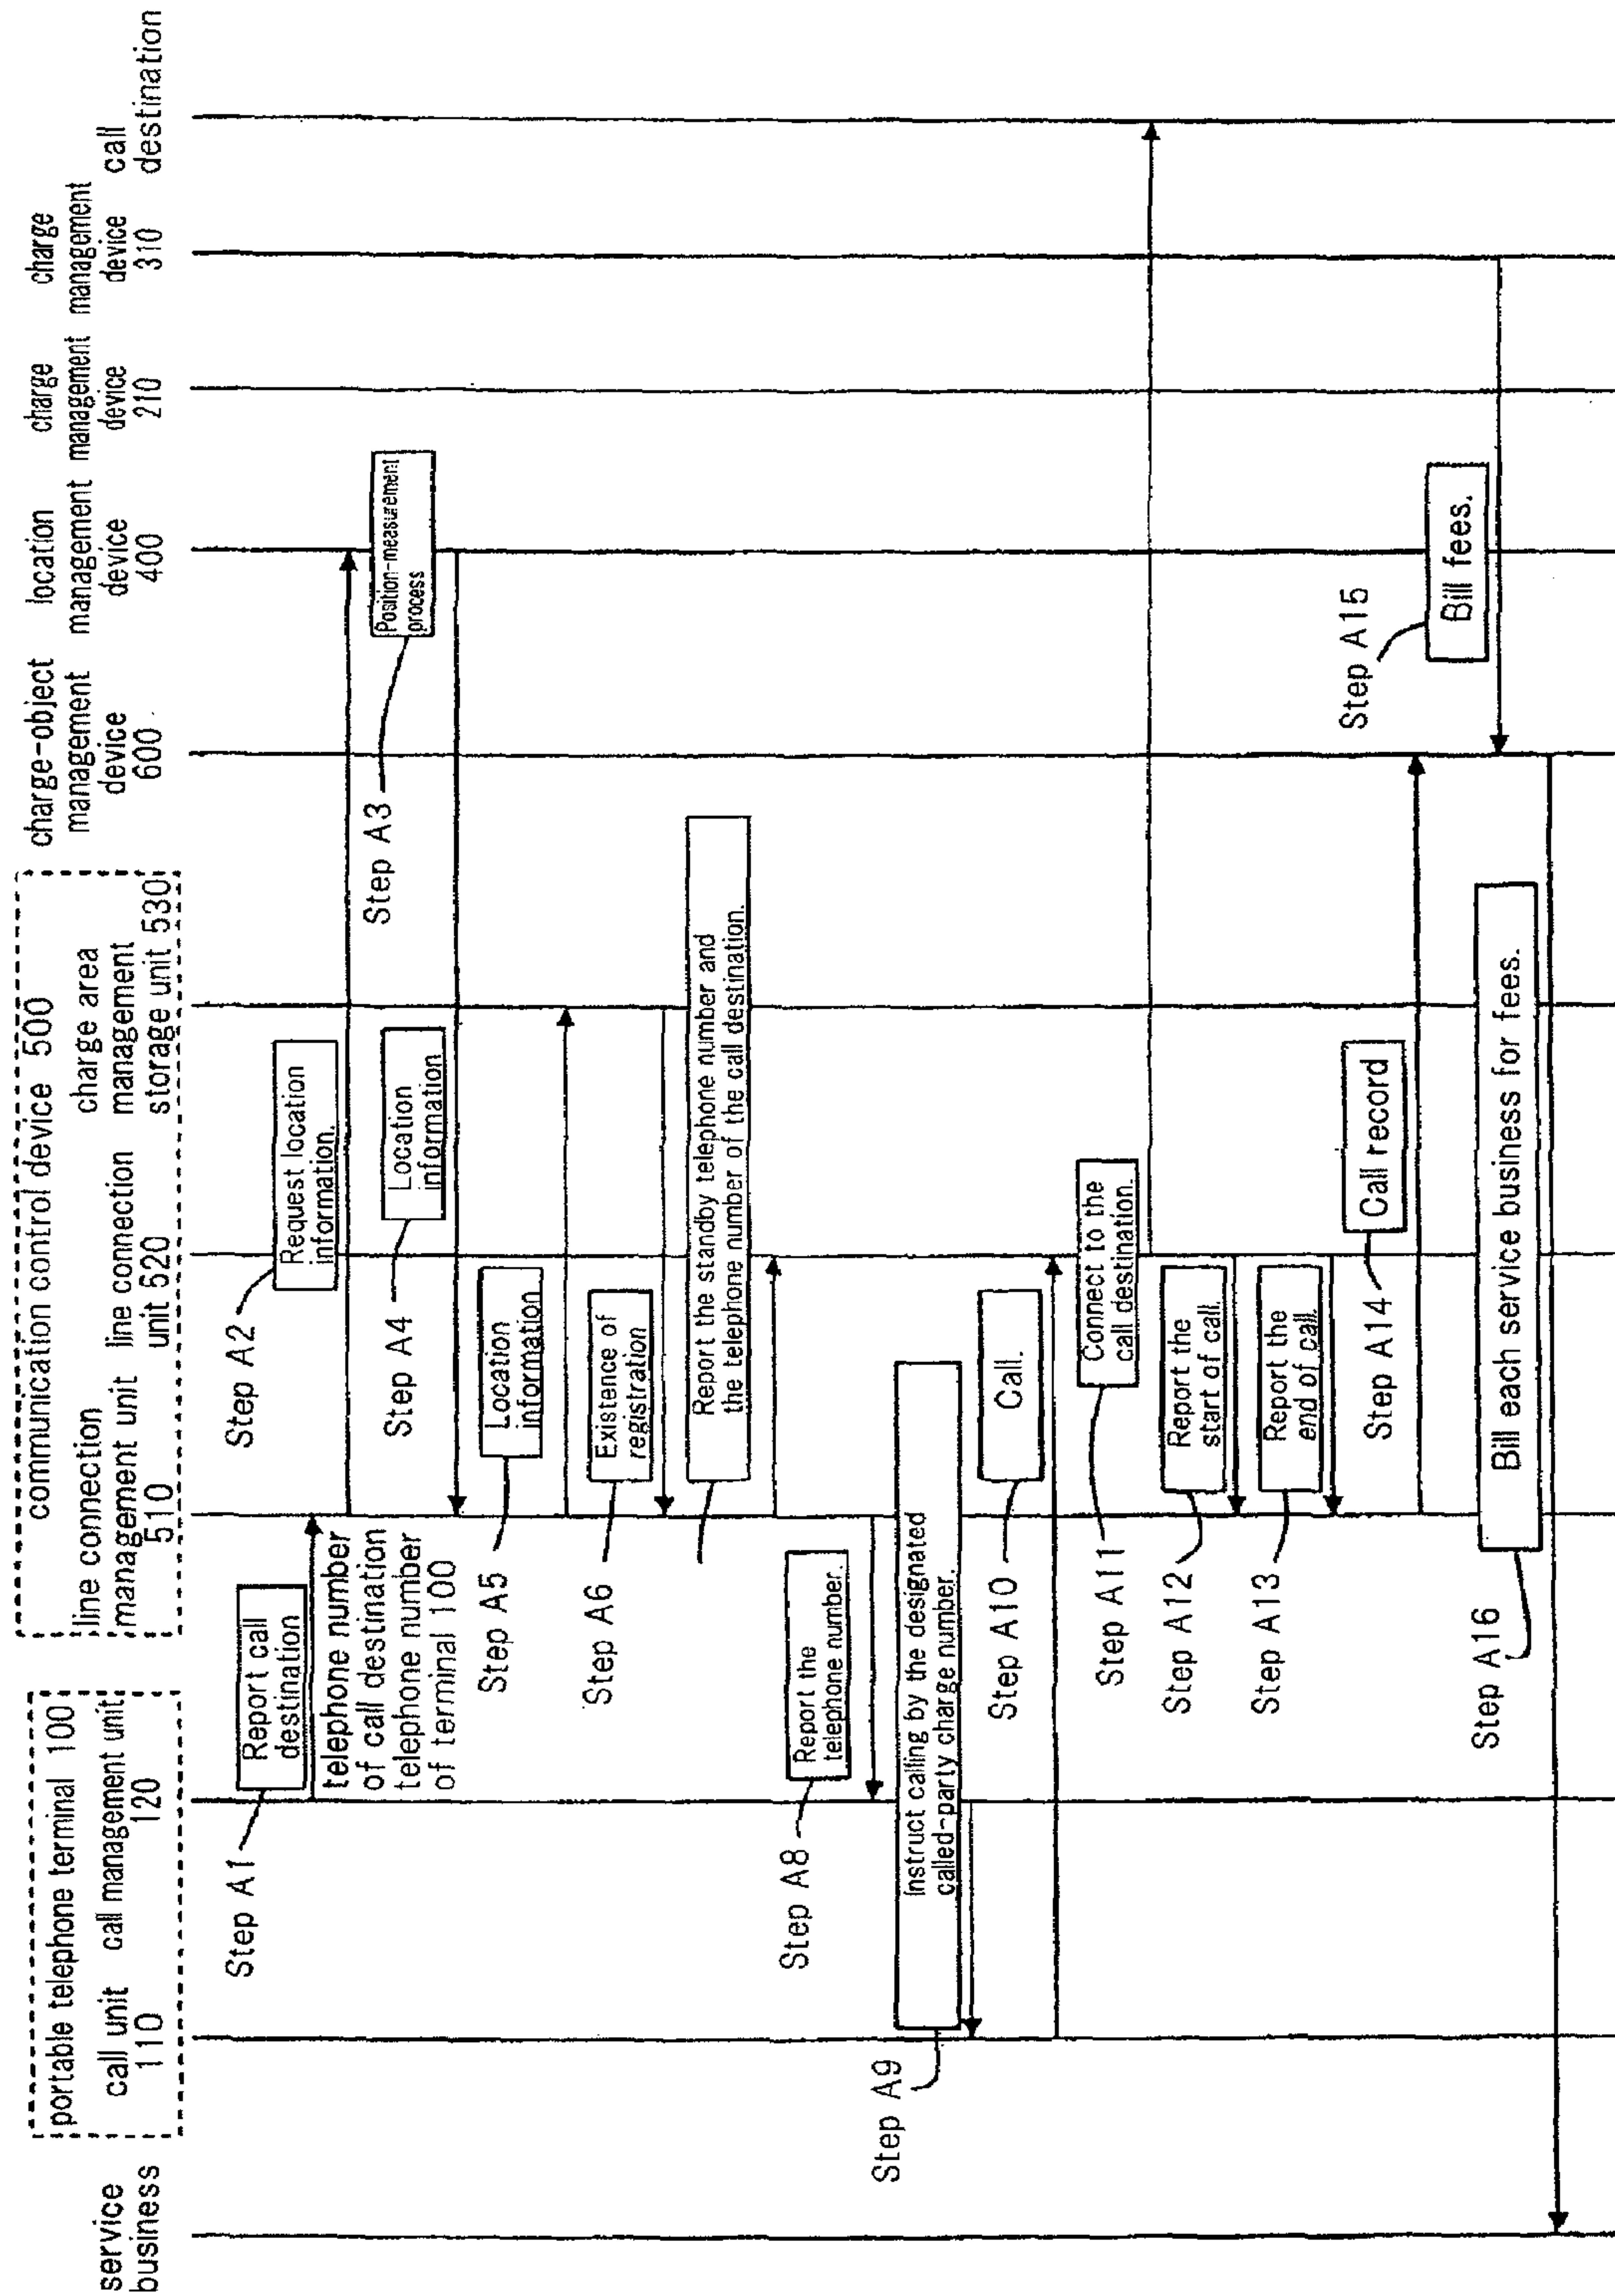 service
business
portable telephone terminal 100
call unit
110
call management unit
120
communication control device 500
line connection
management unit
510
line connection
unit 520
charge area
management
storage unit 530
charge-object
management
device
600
location
management
device
400
charge
management
device
210
charge
management
device
310
call
destination
Step A1
Report call
destination
telephone number
of call destination
telephone number
of terminal 100
Step A2
Request location
information.
Step A3
Position-measurement
process
Step A4
Location
information
Step A5
Location
information
Step A6
Existence of
registration
Report the standby telephone number and
the telephone number of the call destination.
Step A8
Report the
telephone number.
Step A9
Instruct calling by the designated
called-party charge number.
Step A10
Call.
Step A11
Connect to the
call destination.
Step A12
Report the
start of call.
Step A13
Report the
end of call.
Step A14
Call record
Step A15
Bill fees.
Step A16
Bill each service business for fees.